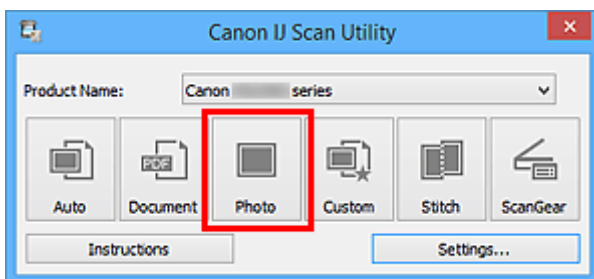 Canon IJ Scan Utility
Product Name: Canon series
PDF
Auto Document Photo Custom Stitch ScanGear
Instructions Settings...